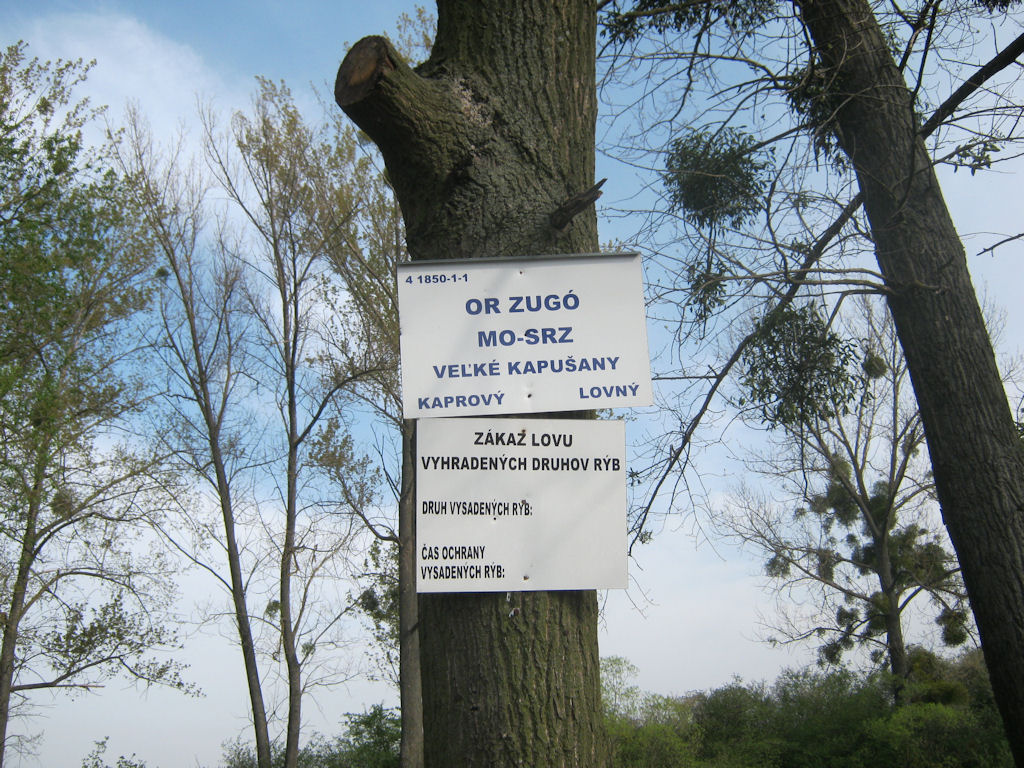 4 1850-1-1
OR ZUGÓ
MO-SRZ
VEĽKÉ KAPUŠANY
KAPROVÝ LOVNÝ
ZÁKAZ LOVU
VYHRADENÝCH DRUHOV RÝB
DRUH VYSADENÝCH RÝB:
ČAS OCHRANY
VYSADENÝCH RÝB: